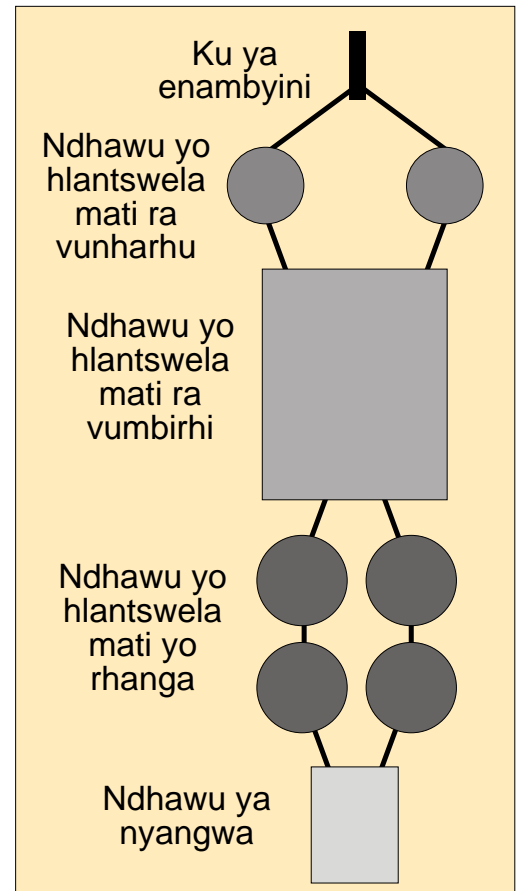 Ku ya
enambyini
Ndhawu yo
hlantswela
mati ra
vunharhu
Ndhawu yo
hlantswela
mati ra
vumbirhi
Ndhawu yo
hlantswela
mati yo
rhanga
Ndhawu ya
nyangwa